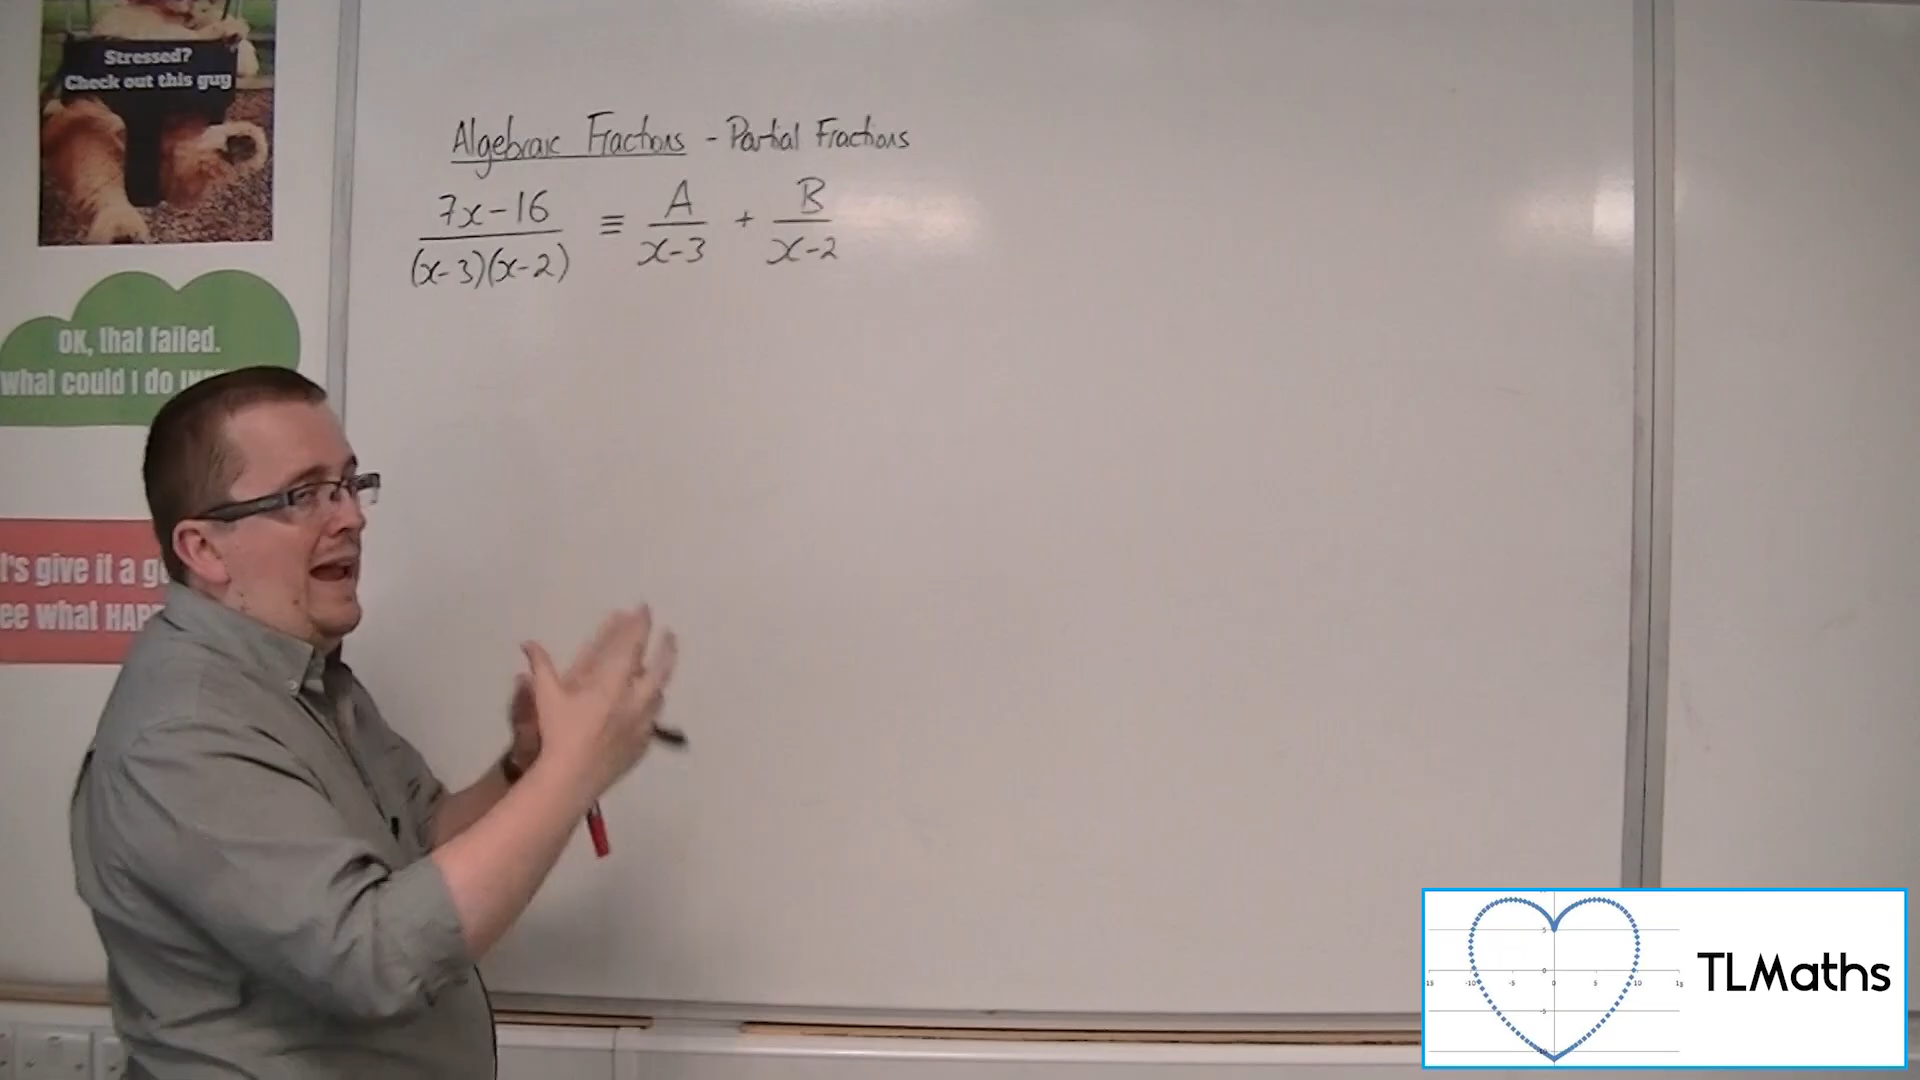 Stressed?
Check out this guy
Algebraic Fractions - Partial Fractions
7x-16
(x-3)(x-2)
≡
A
x-3
+
B
x-2
OK, that failed.
What could I do
's give it a
ee what
TLMaths